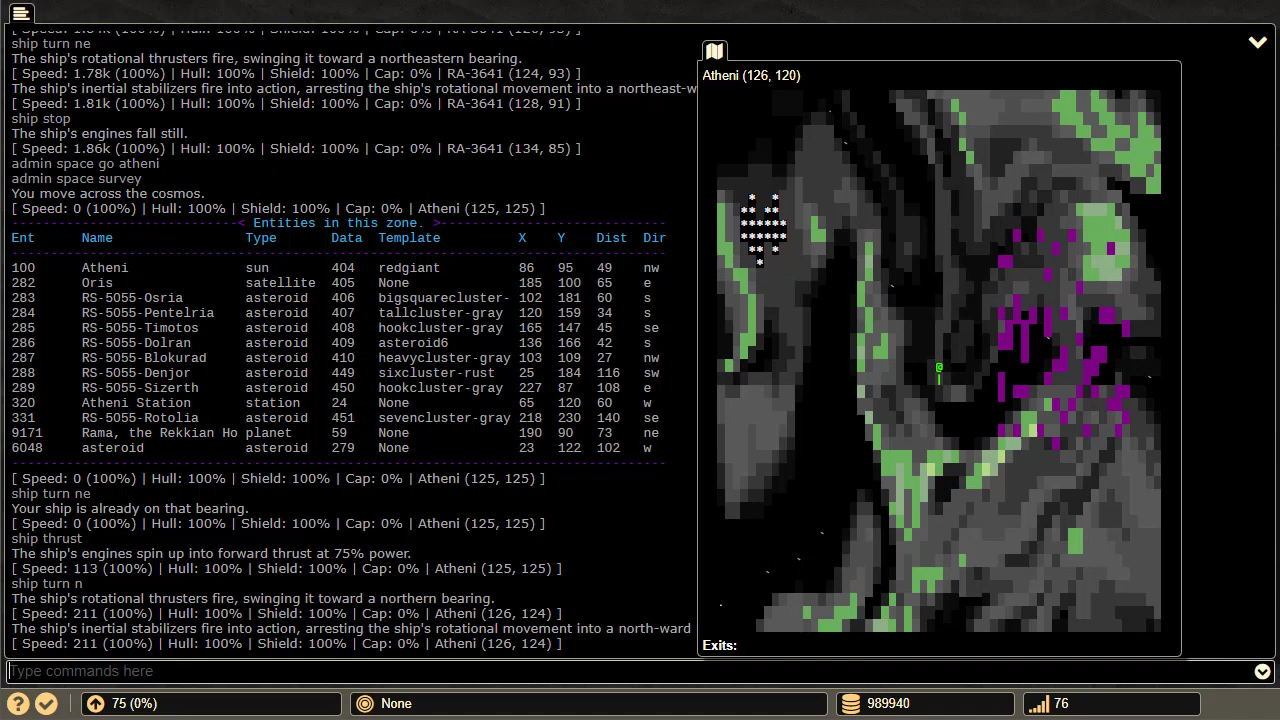 [ Speed: 1.84k (100%) | Hull: 100% | Shield: 100% | Cap: 0% | RA-3641 (120, 95) ]
ship turn ne
The ship's rotational thrusters fire, swinging it toward a northeastern bearing.
[ Speed: 1.78k (100%) | Hull: 100% | Shield: 100% | Cap: 0% | RA-3641 (124, 93) ]
The ship's inertial stabilizers fire into action, arresting the ship's rotational movement into a northeast-w
[ Speed: 1.81k (100%) | Hull: 100% | Shield: 100% | Cap: 0% | RA-3641 (128, 91) ]
ship stop
The ship's engines fall still.
[ Speed: 1.86k (100%) | Hull: 100% | Shield: 100% | Cap: 0% | RA-3641 (134, 85) ]
admin space go atheni
admin space survey
You move across the cosmos.
[ Speed: 0 (100%) | Hull: 100% | Shield: 100% | Cap: 0% | Atheni (125, 125) ]
< Entities in this zone. >
Ent Name Type Data Template X Y Dist Dir
100 Atheni sun 404 redgiant 86 95 49 nw
282 Oris satellite 405 None 185 100 65 e
283 RS-5055-Osria asteroid 406 bigsquarecluster- 102 181 60 s
284 RS-5055-Pentelria asteroid 407 tallcluster-gray 120 159 34 s
285 RS-5055-Timotos asteroid 408 hookcluster-gray 165 147 45 se
286 RS-5055-Dolran asteroid 409 asteroid6 136 166 42 s
287 RS-5055-Blokurad asteroid 410 heavycluster-gray 103 109 27 nw
288 RS-5055-Denjor asteroid 449 sixcluster-rust 25 184 116 sw
289 RS-5055-Sizerth asteroid 450 hookcluster-gray 227 87 108 e
320 Atheni Station station 24 None 65 120 60 w
331 RS-5055-Rotolia asteroid 451 sevencluster-gray 218 230 140 se
9171 Rama, the Rekkian Ho planet 59 None 190 90 73 ne
6048 asteroid asteroid 279 None 23 122 102 w
[ Speed: 0 (100%) | Hull: 100% | Shield: 100% | Cap: 0% | Atheni (125, 125) ]
ship turn ne
Your ship is already on that bearing.
[ Speed: 0 (100%) | Hull: 100% | Shield: 100% | Cap: 0% | Atheni (125, 125) ]
ship thrust
The ship's engines spin up into forward thrust at 75% power.
[ Speed: 113 (100%) | Hull: 100% | Shield: 100% | Cap: 0% | Atheni (125, 125) ]
ship turn n
The ship's rotational thrusters fire, swinging it toward a northern bearing.
[ Speed: 211 (100%) | Hull: 100% | Shield: 100% | Cap: 0% | Atheni (126, 124) ]
The ship's inertial stabilizers fire into action, arresting the ship's rotational movement into a north-ward
[ Speed: 211 (100%) | Hull: 100% | Shield: 100% | Cap: 0% | Atheni (126, 124) ]
Atheni (126, 120)
Exits:
Type commands here
75 (0%)
None
989940
76